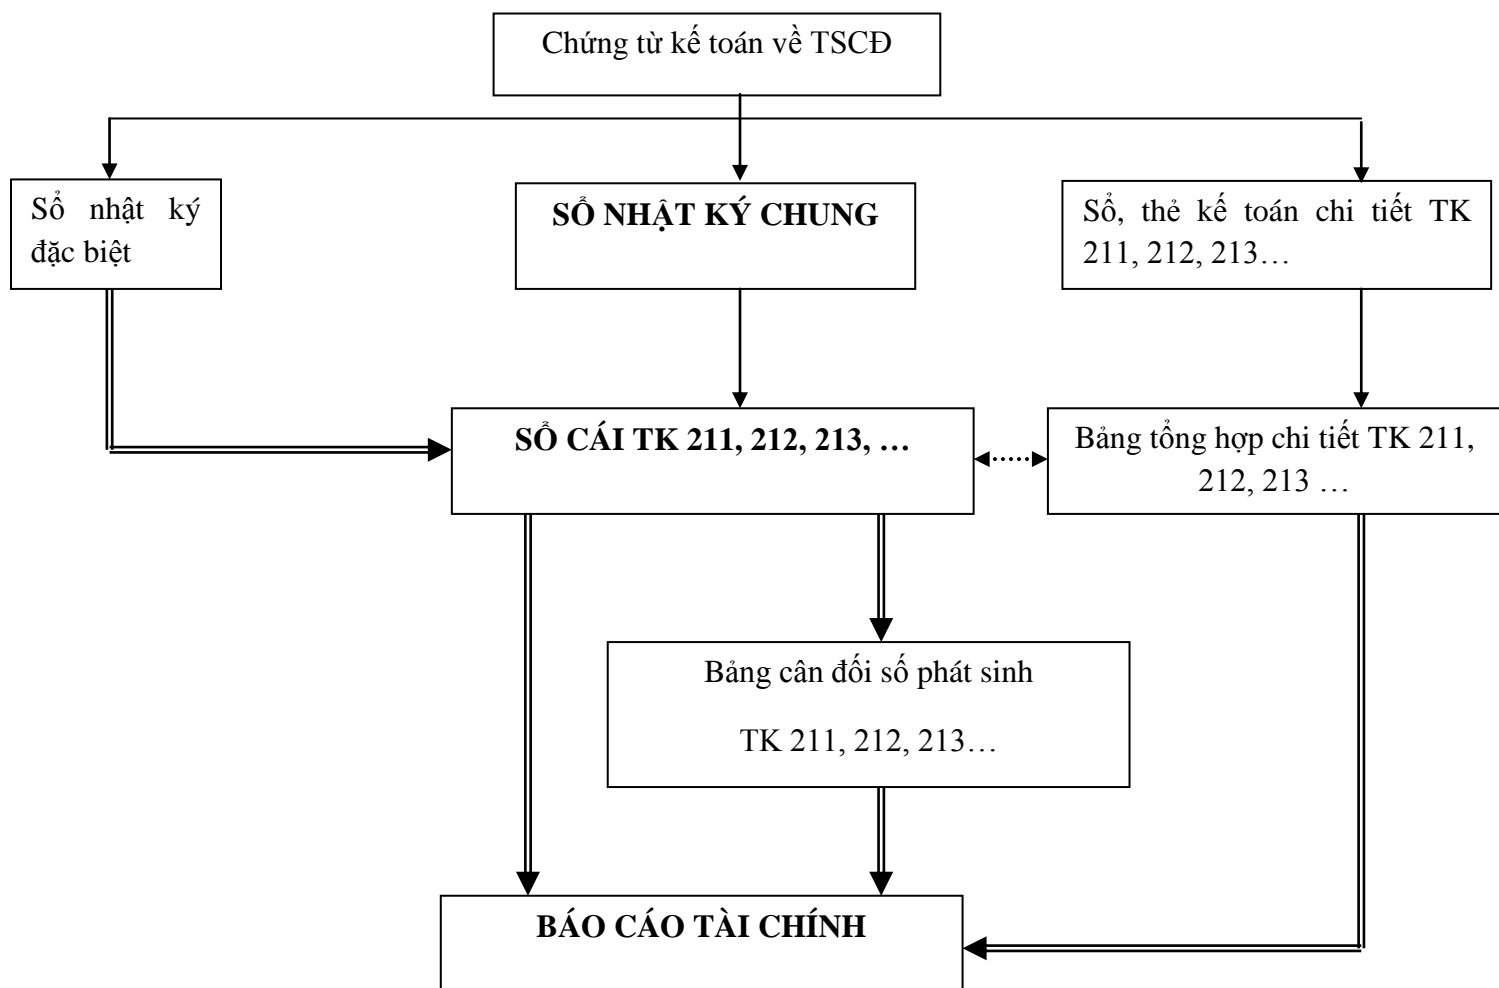 Chứng từ kế toán về TSCĐ
Sổ nhật ký
đặc biệt
SỔ NHẬT KÝ CHUNG
Sổ, thẻ kế toán chi tiết TK
211, 212, 213…
SỔ CÁI TK 211, 212, 213, …
Bảng tổng hợp chi tiết TK 211,
212, 213 …
Bảng cân đối số phát sinh
TK 211, 212, 213…
BÁO CÁO TÀI CHÍNH